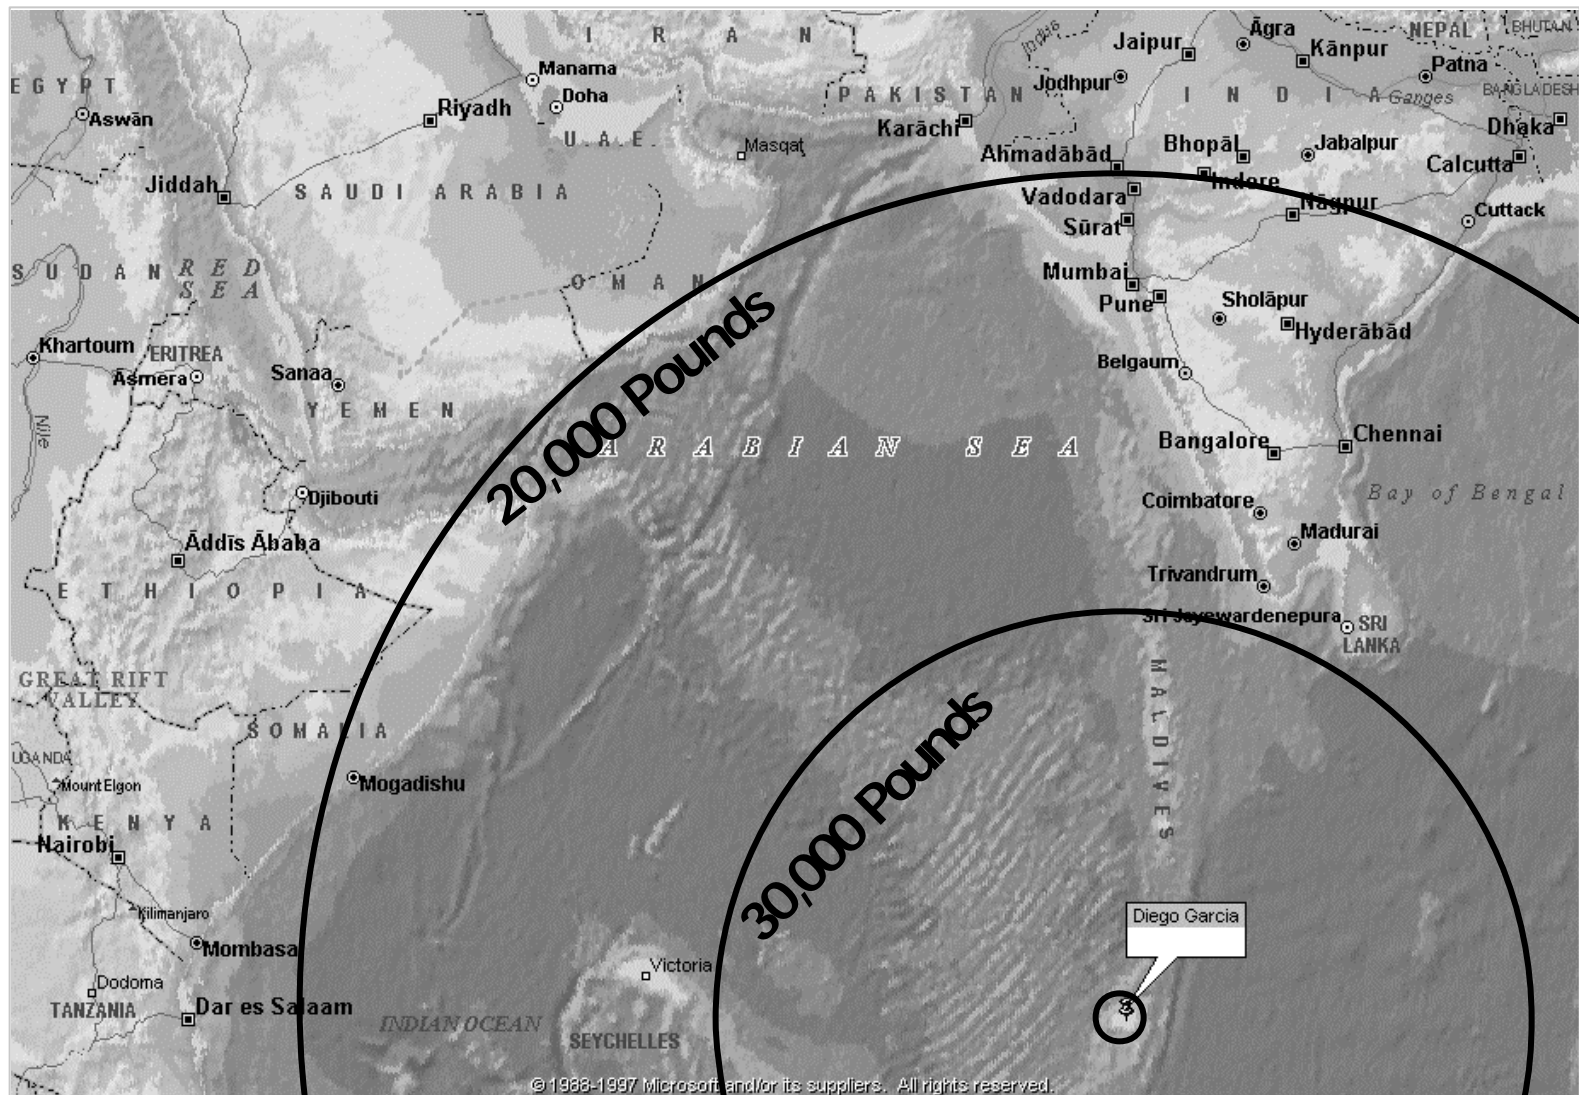 I R A N
NEPAL
BHUTAN
Āgra
Jaipur
Kānpur
Indus
EGYPT
Manama
Jodhpur
Patna
Doha
PAKISTAN
INDIA
Ganges
BANGLADESH
Riyadh
Aswān
U.A.E.
Karāchi
Dhaka
Masqat
Ahmadābād
Bhopāl
Jabalpur
Calcutta
Jiddah
SAUDI ARABIA
Indore
Vadodara
Nāgpur
Cuttack
Sūrat
SUDAN
RED
SEA
OMAN
Mumbai
Pune
Sholāpur
20,000 Pounds
Hyderābād
Khartoum
ERITREA
Āsmera
Sanaa
Belgaum
YEMEN
Nile
ARABIAN SEA
Bangalore
Chennai
Djibouti
Coimbatore
Bay of Bengal
Āddīs Ābaba
Madurai
ETHIOPIA
Trivandrum
Sri Jayewardenepura
SRI
LANKA
GREAT RIFT
VALLEY
MALDIVES
SOMALIA
30,000 Pounds
UGANDA
Mount Elgon
Mogadishu
KENYA
Nairobi
Kilimanjaro
Diego Garcia
Mombasa
Victoria
Dodoma
TANZANIA
Dar es Salaam
INDIAN OCEAN
SEYCHELLES
© 1988-1997 Microsoft and/or its suppliers. All rights reserved.